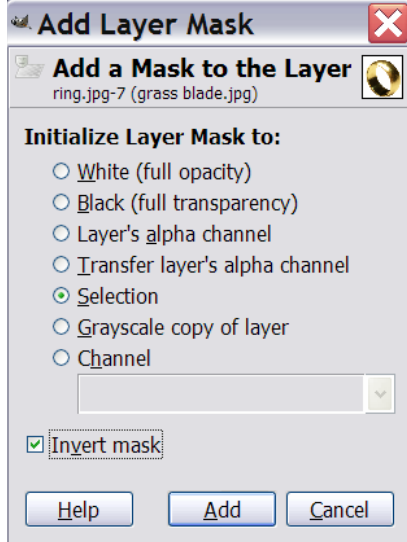 Add Layer Mask
Add a Mask to the Layer
ring.jpg-7 (grass blade.jpg)
Initialize Layer Mask to:
White (full opacity)
Black (full transparency)
Layer's alpha channel
Transfer layer's alpha channel
Selection
Grayscale copy of layer
Channel
Invert mask
Help Add Cancel